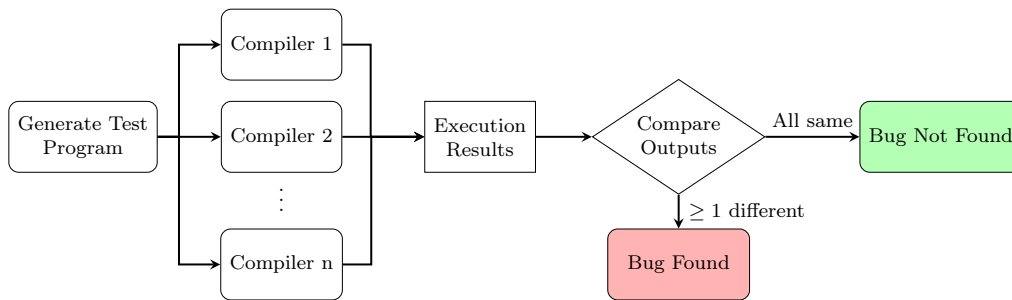 Generate Test
Program
Compiler 1
Compiler 2
⋮
Compiler n
Execution
Results
Compare
Outputs
All same
Bug Not Found
≥ 1 different
Bug Found